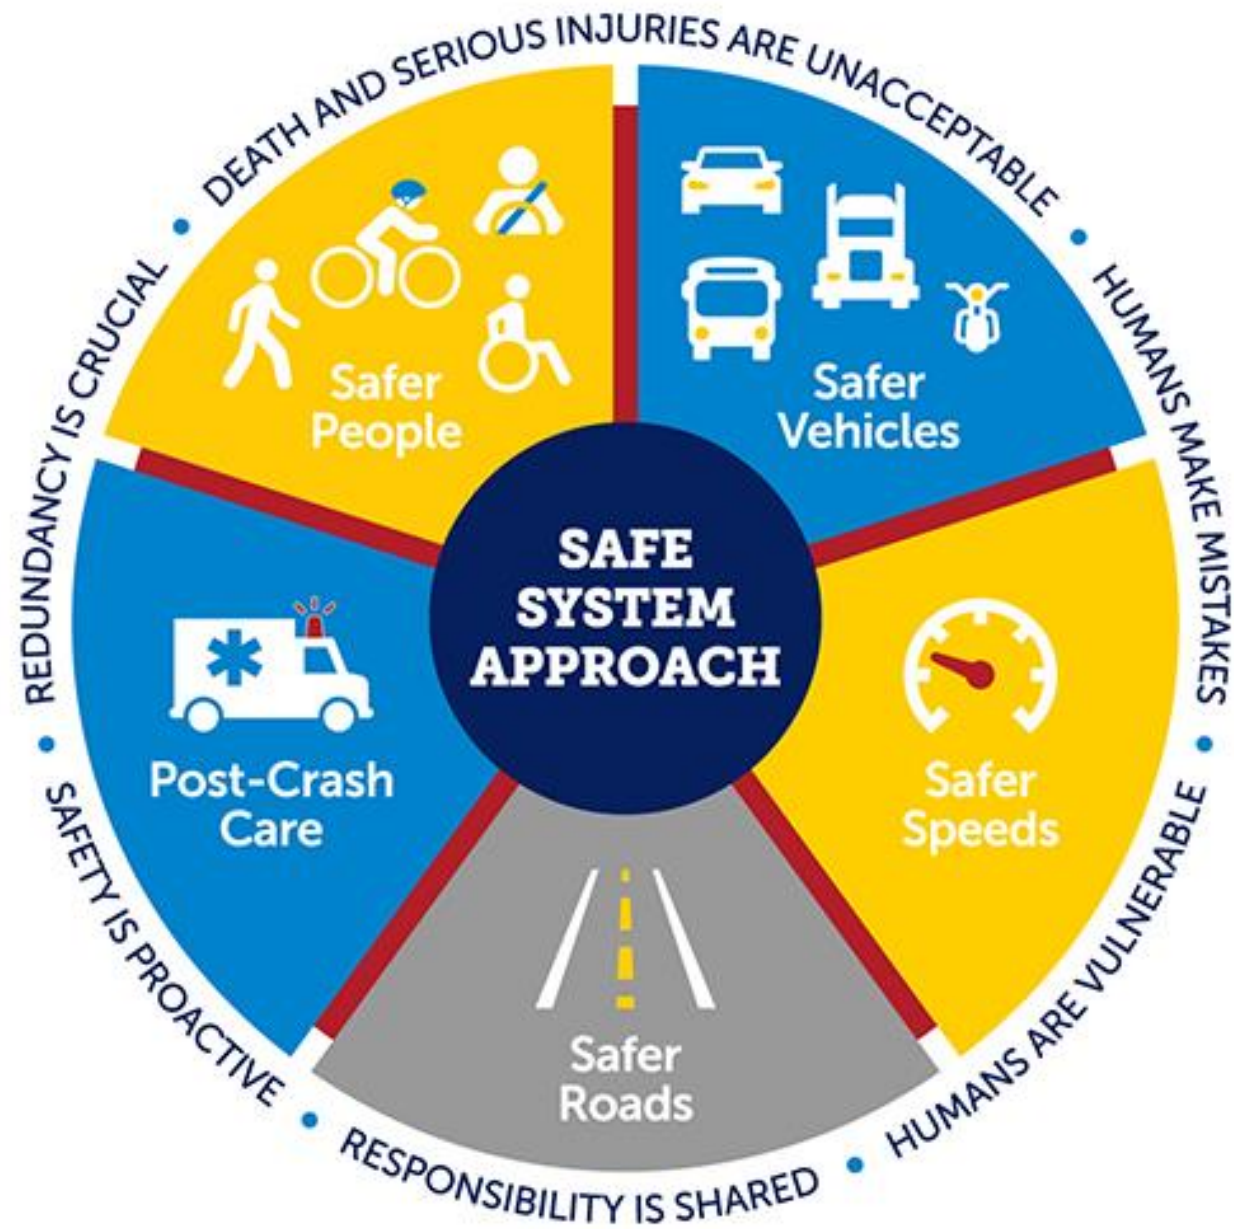 DEATH AND SERIOUS INJURIES ARE UNACCEPTABLE
HUMANS MAKE MISTAKES
HUMANS ARE VULNERABLE
RESPONSIBILITY IS SHARED
SAFETY IS PROACTIVE
REDUNDANCY IS CRUCIAL
Safer
People
Safer
Vehicles
SAFE
SYSTEM
APPROACH
Post-Crash
Care
Safer
Speeds
Safer
Roads